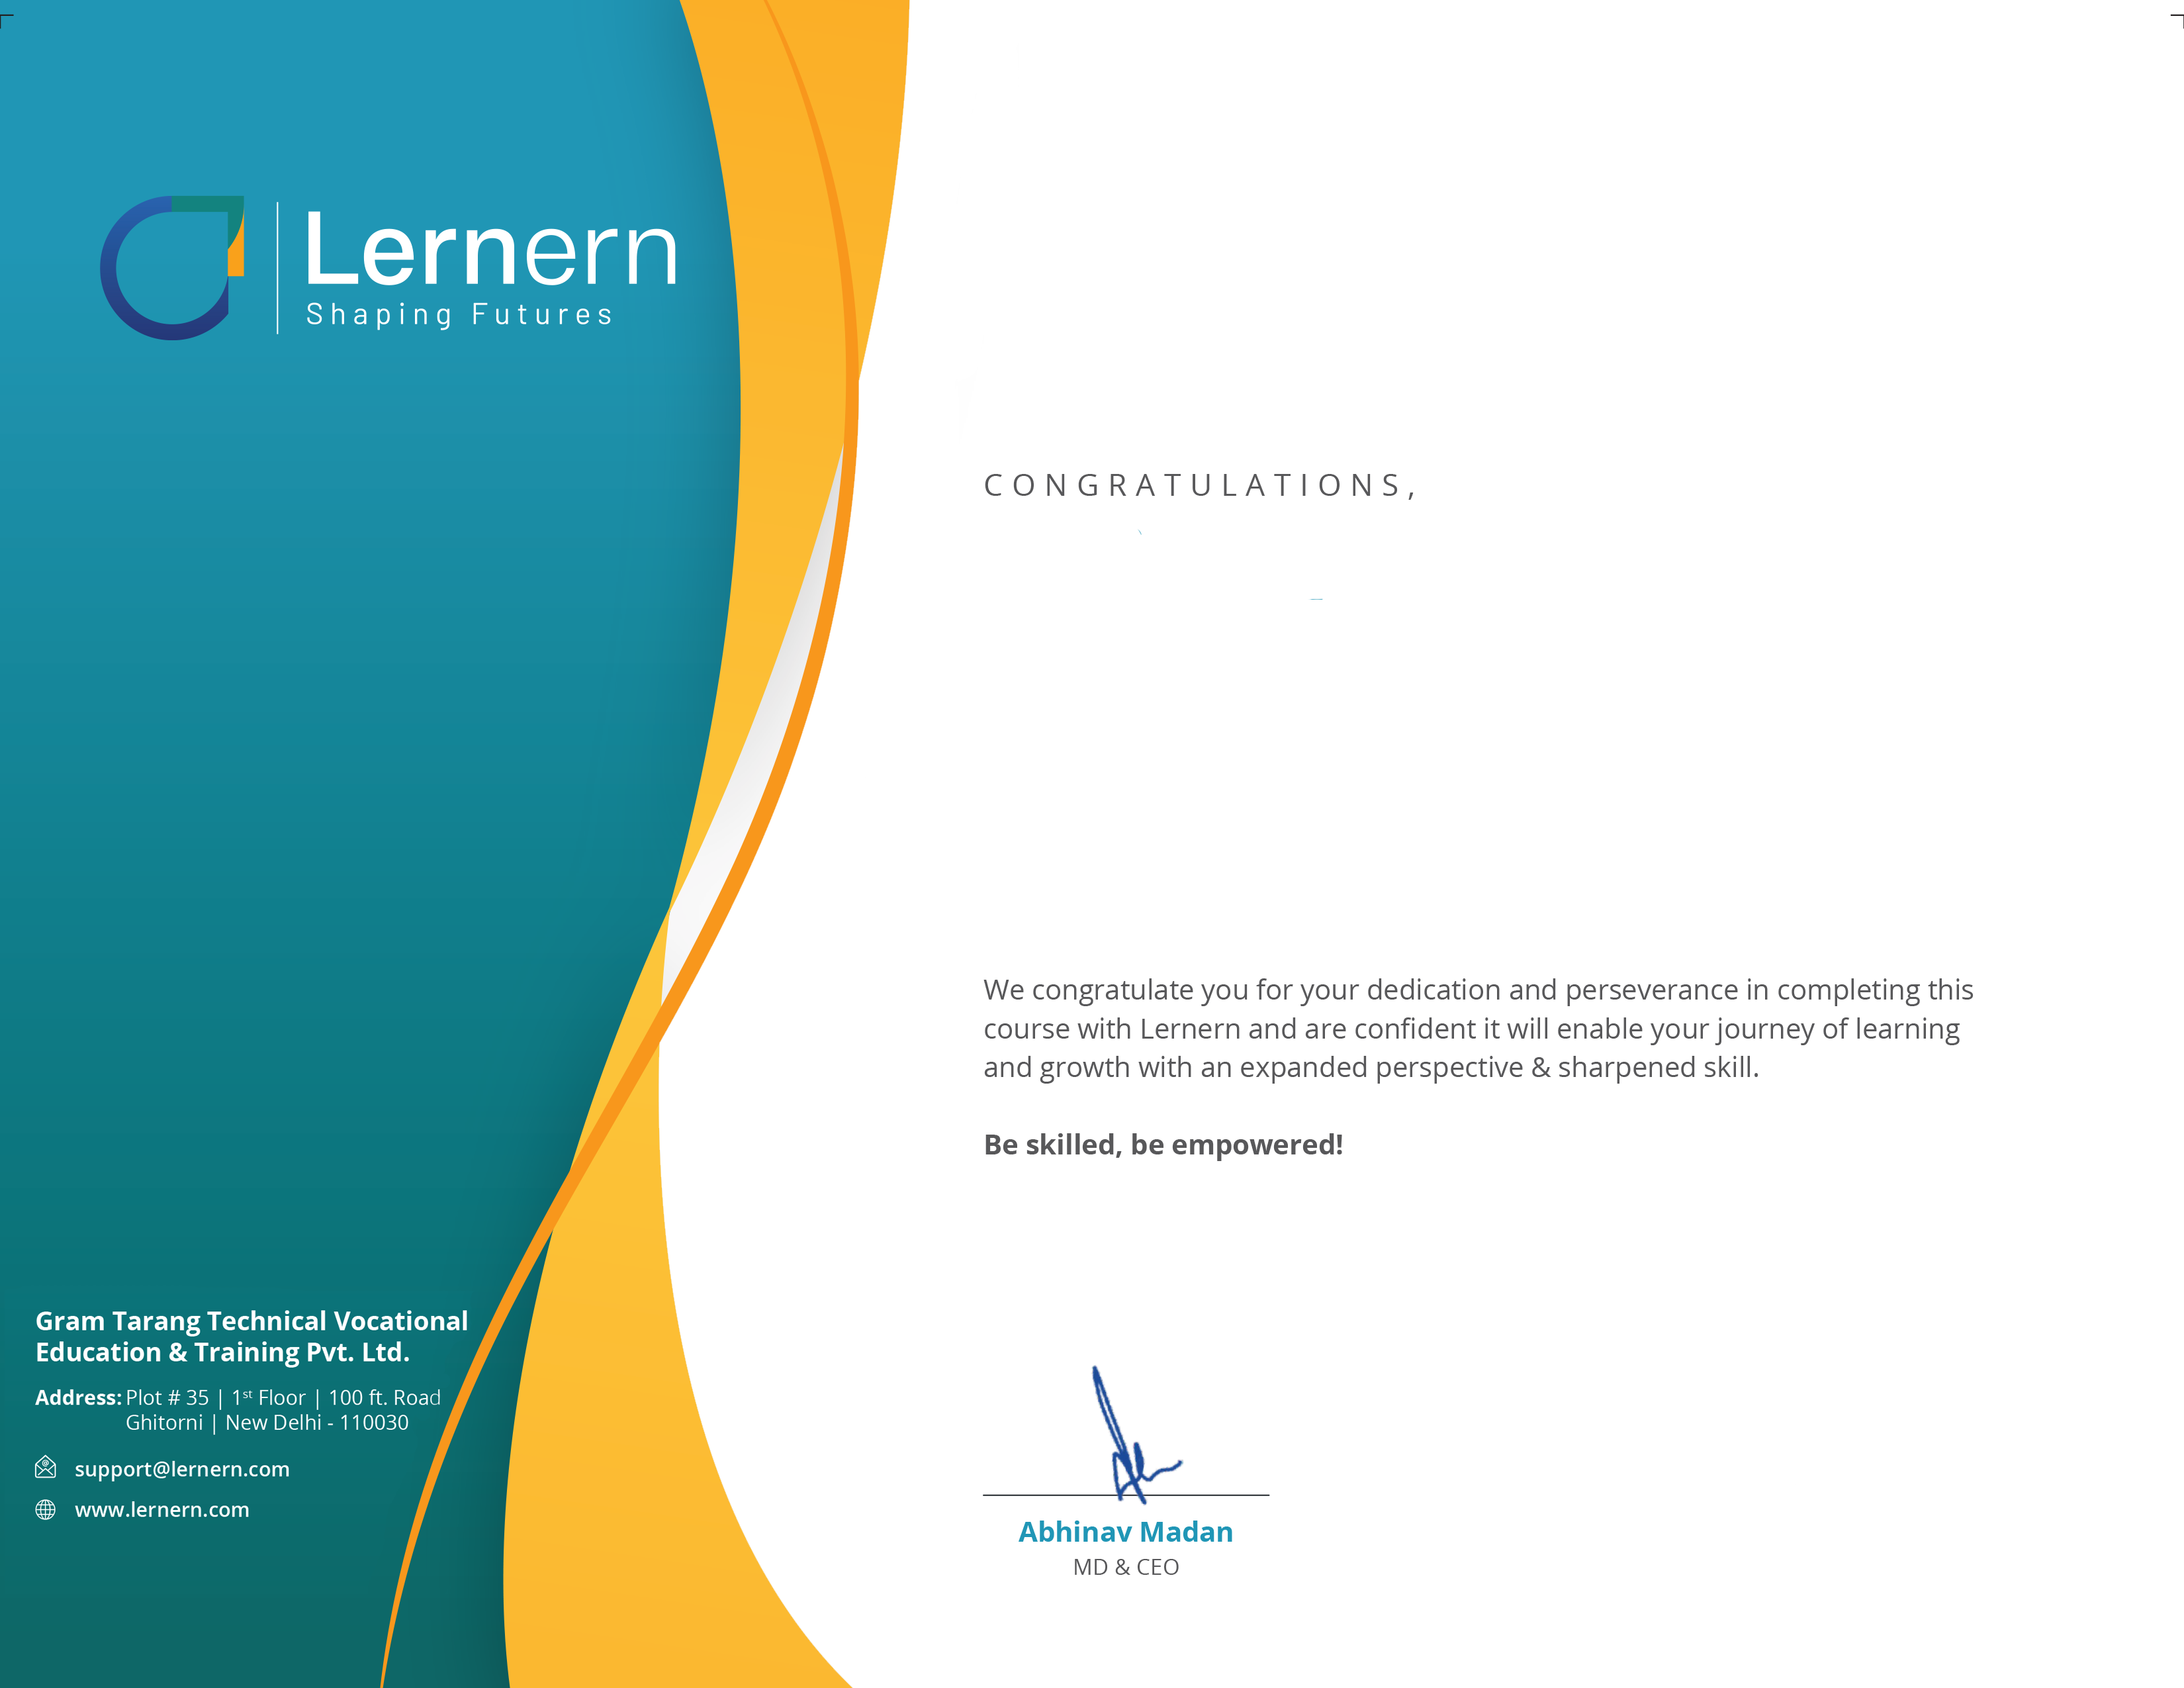 Lernern
Shaping Futures
CONGRATULATIONS,
We congratulate you for your dedication and perseverance in completing this
course with Lernern and are confident it will enable your journey of learning
and growth with an expanded perspective & sharpened skill.
Be skilled, be empowered!
Gram Tarang Technical Vocational
Education & Training Pvt. Ltd.
Address: Plot # 35 | 1st Floor | 100 ft. Road
Ghitorni | New Delhi - 110030
support@lernern.com
www.lernern.com
Abhinav Madan
MD & CEO